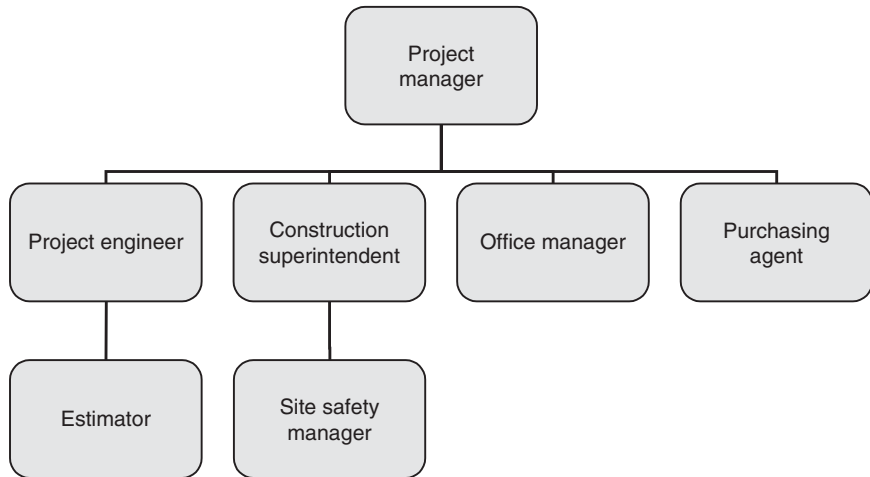 Project
manager
Project engineer
Construction
superintendent
Office manager
Purchasing
agent
Estimator
Site safety
manager